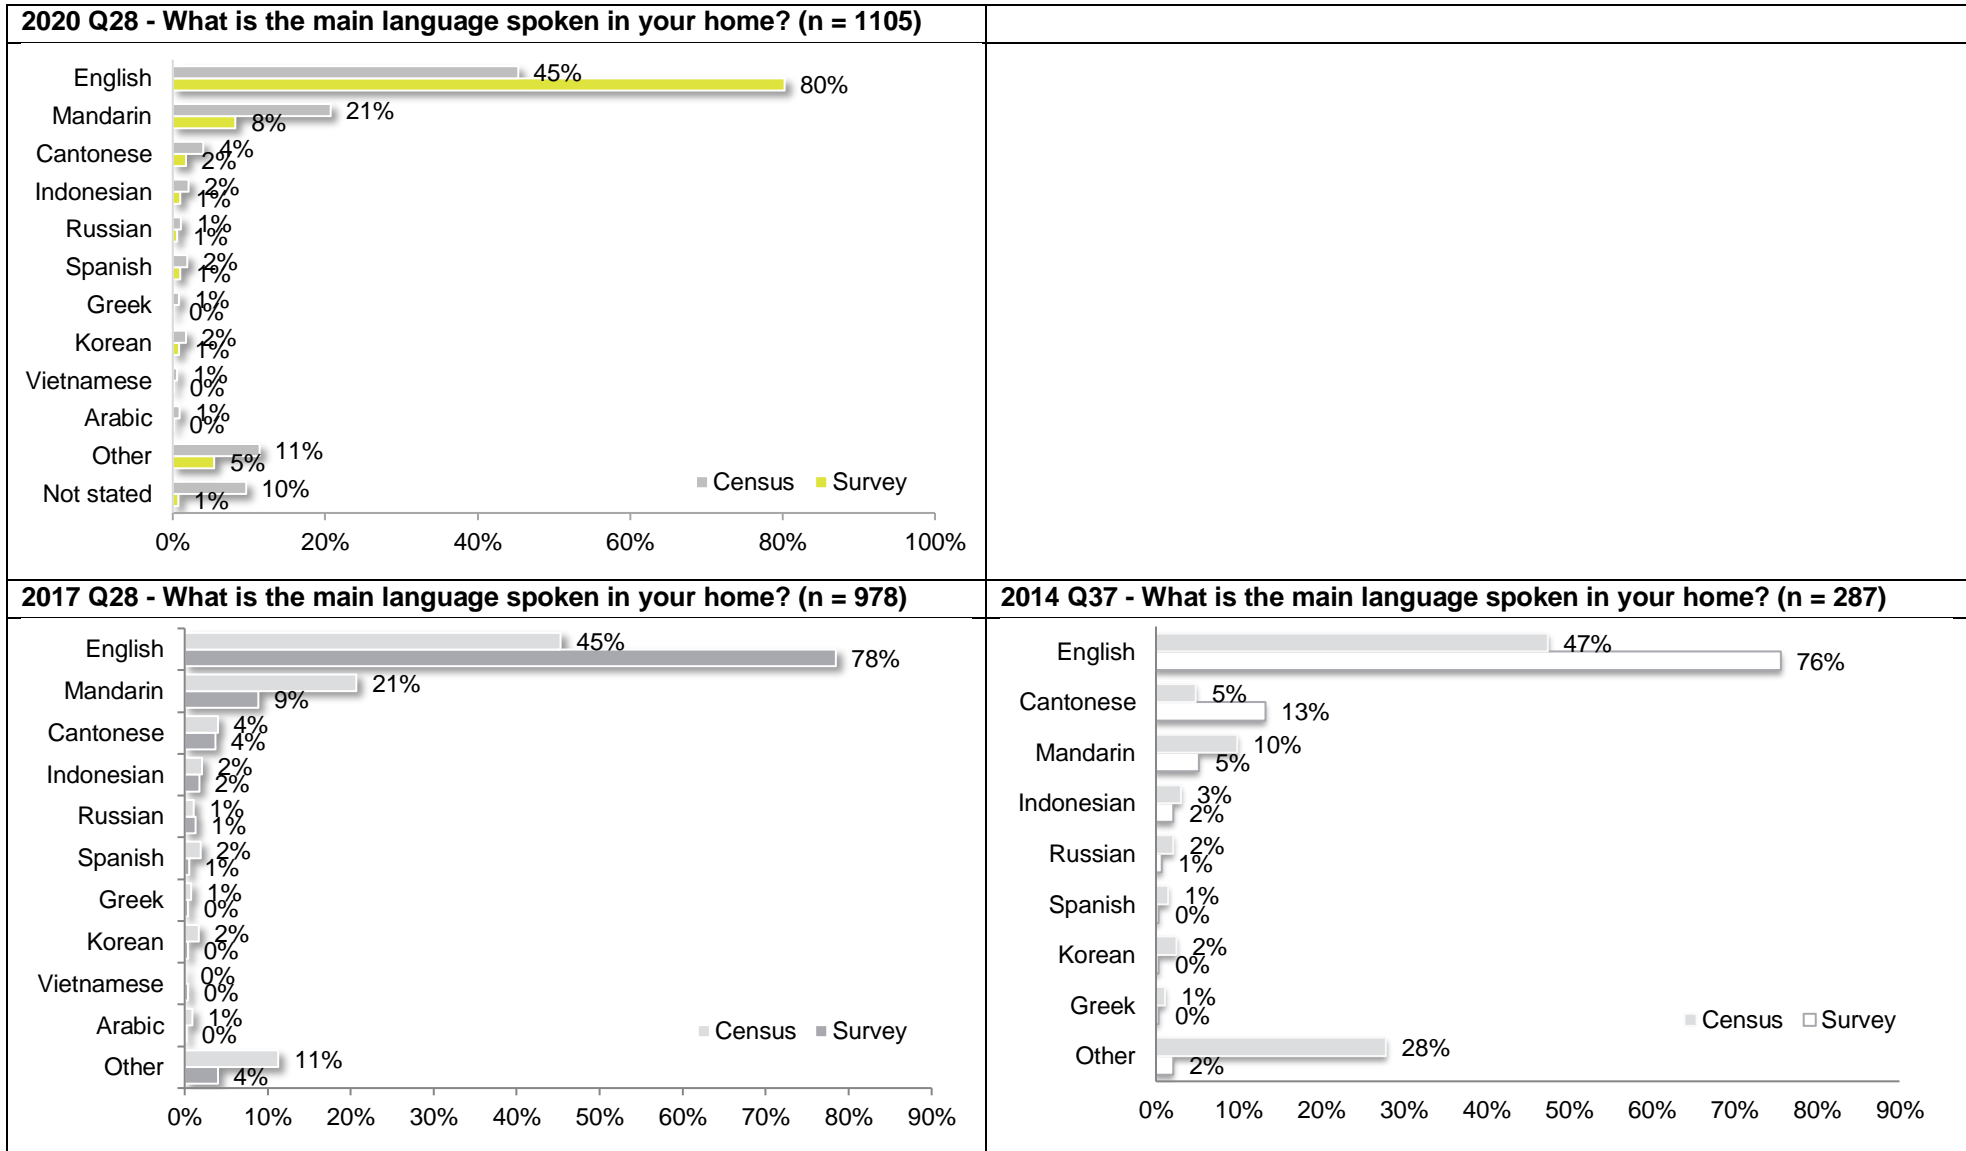 2020 Q28 - What is the main language spoken in your home? (n = 1105)
English 45%
80%
Mandarin 21%
8%
Cantonese 4%
2%
Indonesian 2%
1%
Russian 1%
1%
Spanish 2%
1%
Greek 1%
0%
Korean 2%
1%
Vietnamese 1%
0%
Arabic 1%
0%
Other 11%
5%
Not stated 10%
1%
Census Survey
0% 20% 40% 60% 80% 100%
2017 Q28 - What is the main language spoken in your home? (n = 978)
English 45%
78%
Mandarin 21%
9%
Cantonese 4%
4%
Indonesian 2%
2%
Russian 1%
1%
Spanish 2%
1%
Greek 1%
0%
Korean 2%
0%
Vietnamese 0%
0%
Arabic 1%
0%
Other 11%
4%
Census Survey
0% 10% 20% 30% 40% 50% 60% 70% 80% 90%
2014 Q37 - What is the main language spoken in your home? (n = 287)
English 47%
76%
Cantonese 5%
13%
Mandarin 10%
5%
Indonesian 3%
2%
Russian 2%
1%
Spanish 1%
0%
Korean 2%
0%
Greek 1%
0%
Other 28%
2%
Census Survey
0% 10% 20% 30% 40% 50% 60% 70% 80% 90%